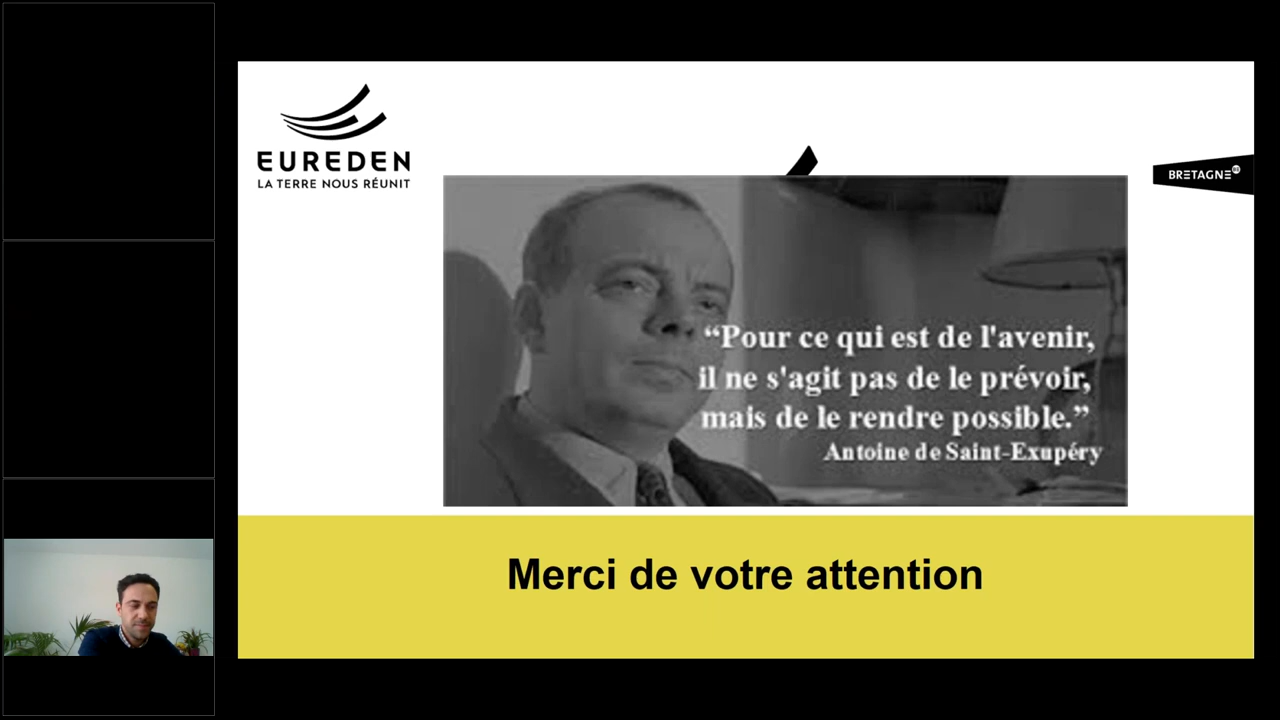 EUREDEN
LA TERRE NOUS RÉUNIT
BRETAGNE
“Pour ce qui est de l'avenir,
il ne s'agit pas de le prévoir,
mais de le rendre possible.”
Antoine de Saint-Exupéry
Merci de votre attention